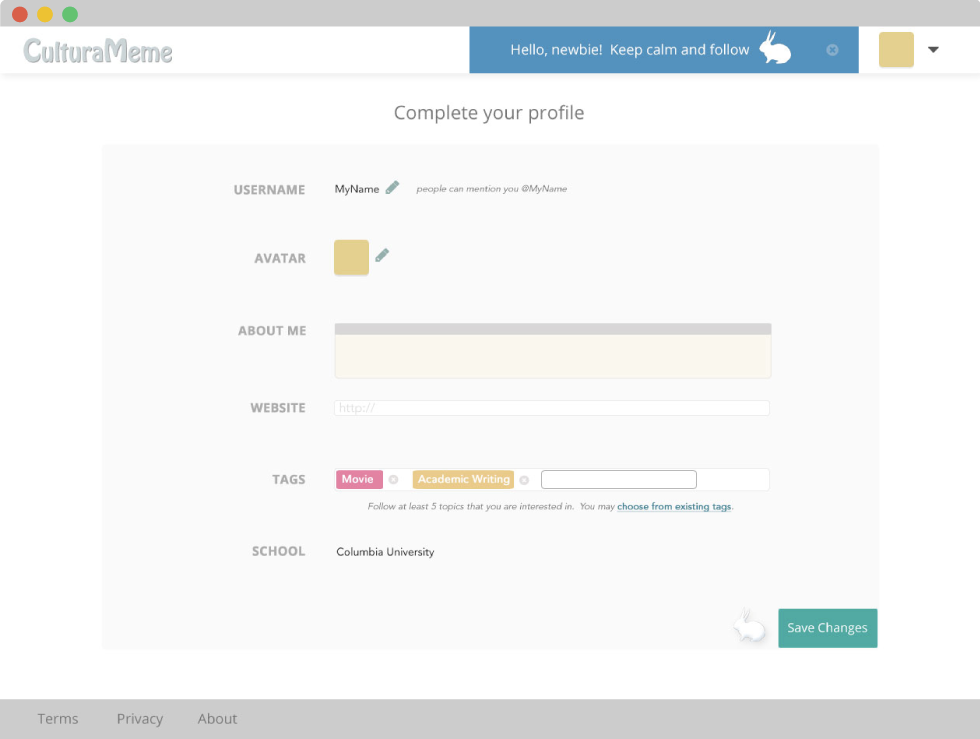 CulturaMeme
Hello, newbie! Keep calm and follow
Complete your profile
USERNAME MyName people can mention you @MyName
AVATAR
ABOUT ME
WEBSITE http://
TAGS Movie Academic Writing
Follow at least 5 topics that you are interested in. You may choose from existing tags.
SCHOOL Columbia University
Save Changes
Terms Privacy About